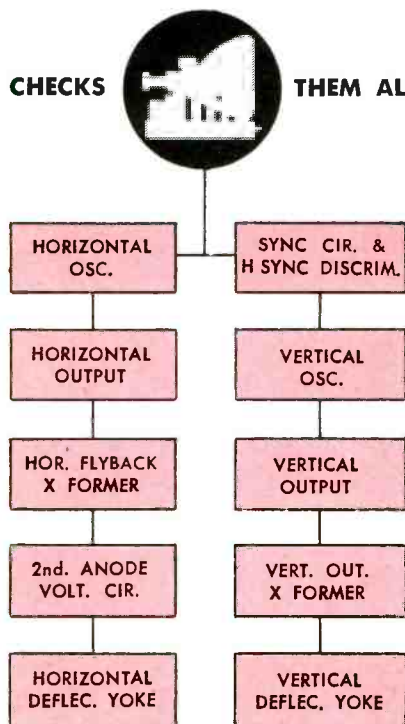 CHECKS THEM AL
HORIZONTAL
OSC.
SYNC CIR. &
H SYNC DISCRIM.
HORIZONTAL
OUTPUT
VERTICAL
OSC.
HOR. FLYBACK
X FORMER
VERTICAL
OUTPUT
2nd. ANODE
VOLT. CIR.
VERT. OUT.
X FORMER
HORIZONTAL
DEFLEC. YOKE
VERTICAL
DEFLEC. YOKE